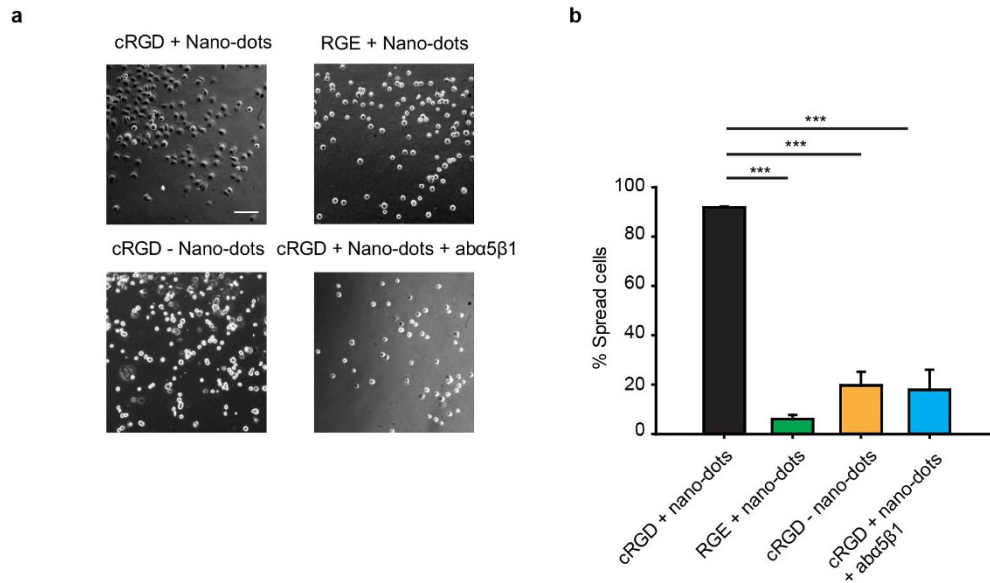 a
cRGD + Nano-dots
RGE + Nano-dots
cRGD - Nano-dots
cRGD + Nano-dots + abα5β1
b
***
***
***
% Spread cells
100
80
60
40
20
0
cRGD + nano-dots
RGE + nano-dots
cRGD - nano-dots
cRGD + nano-dots
+ abα5β1